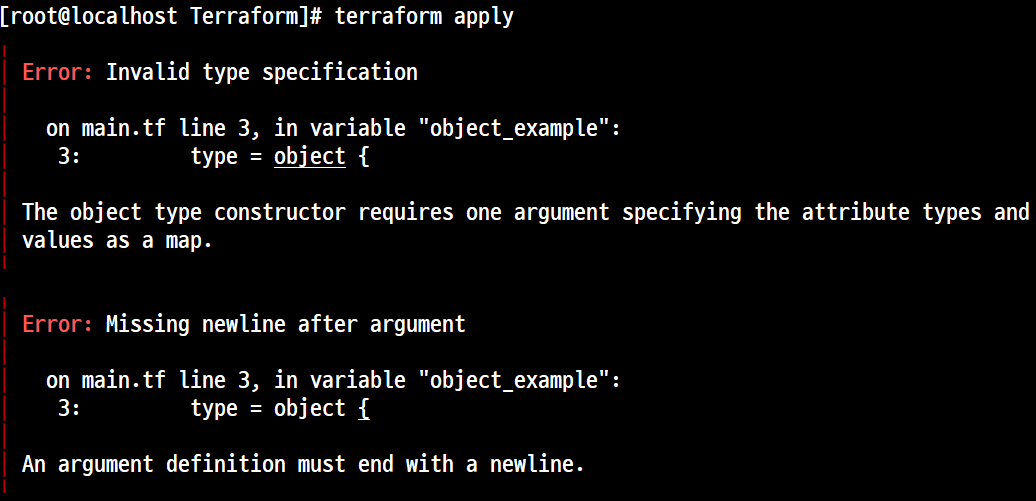 [root@localhost Terraform]# terraform apply
Error: Invalid type specification
on main.tf line 3, in variable "object_example":
3: type = object {
The object type constructor requires one argument specifying the attribute types and
values as a map.
Error: Missing newline after argument
on main.tf line 3, in variable "object_example":
3: type = object {
An argument definition must end with a newline.